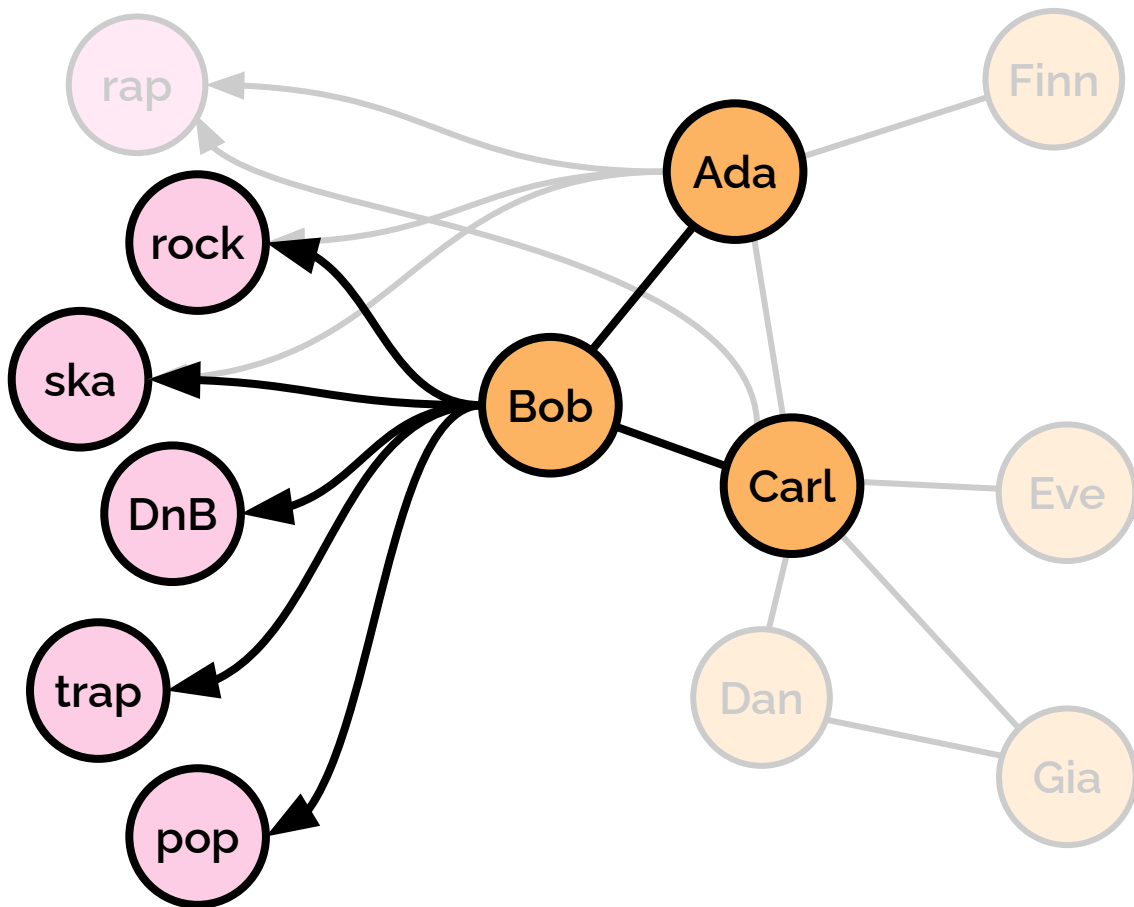 rap
Finn
Ada
rock
ska
Bob
Carl
Eve
DnB
trap
Dan
Gia
pop